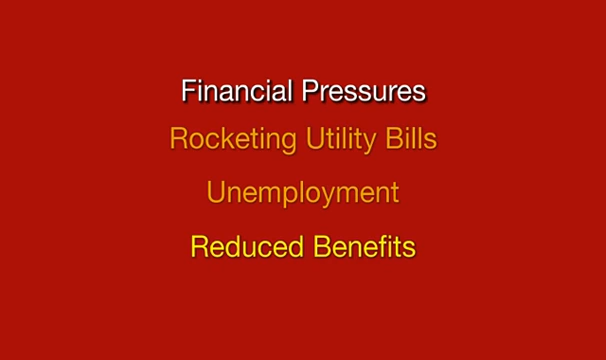 Financial Pressures
Rocketing Utility Bills
Unemployment
Reduced Benefits